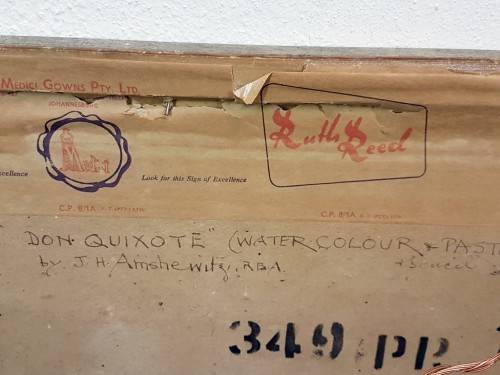 MEDICI GOWNS PTY. LTD.
JOHANNESBURG
Ruth Reed
xcellence
Look for this Sign of Excellence
C.P. 8/1A
C.P. 8/1A
DON QUIXOTE" (WATER COLOUR & PAST
by J. H. Amshewitz, RBA.
349 PP